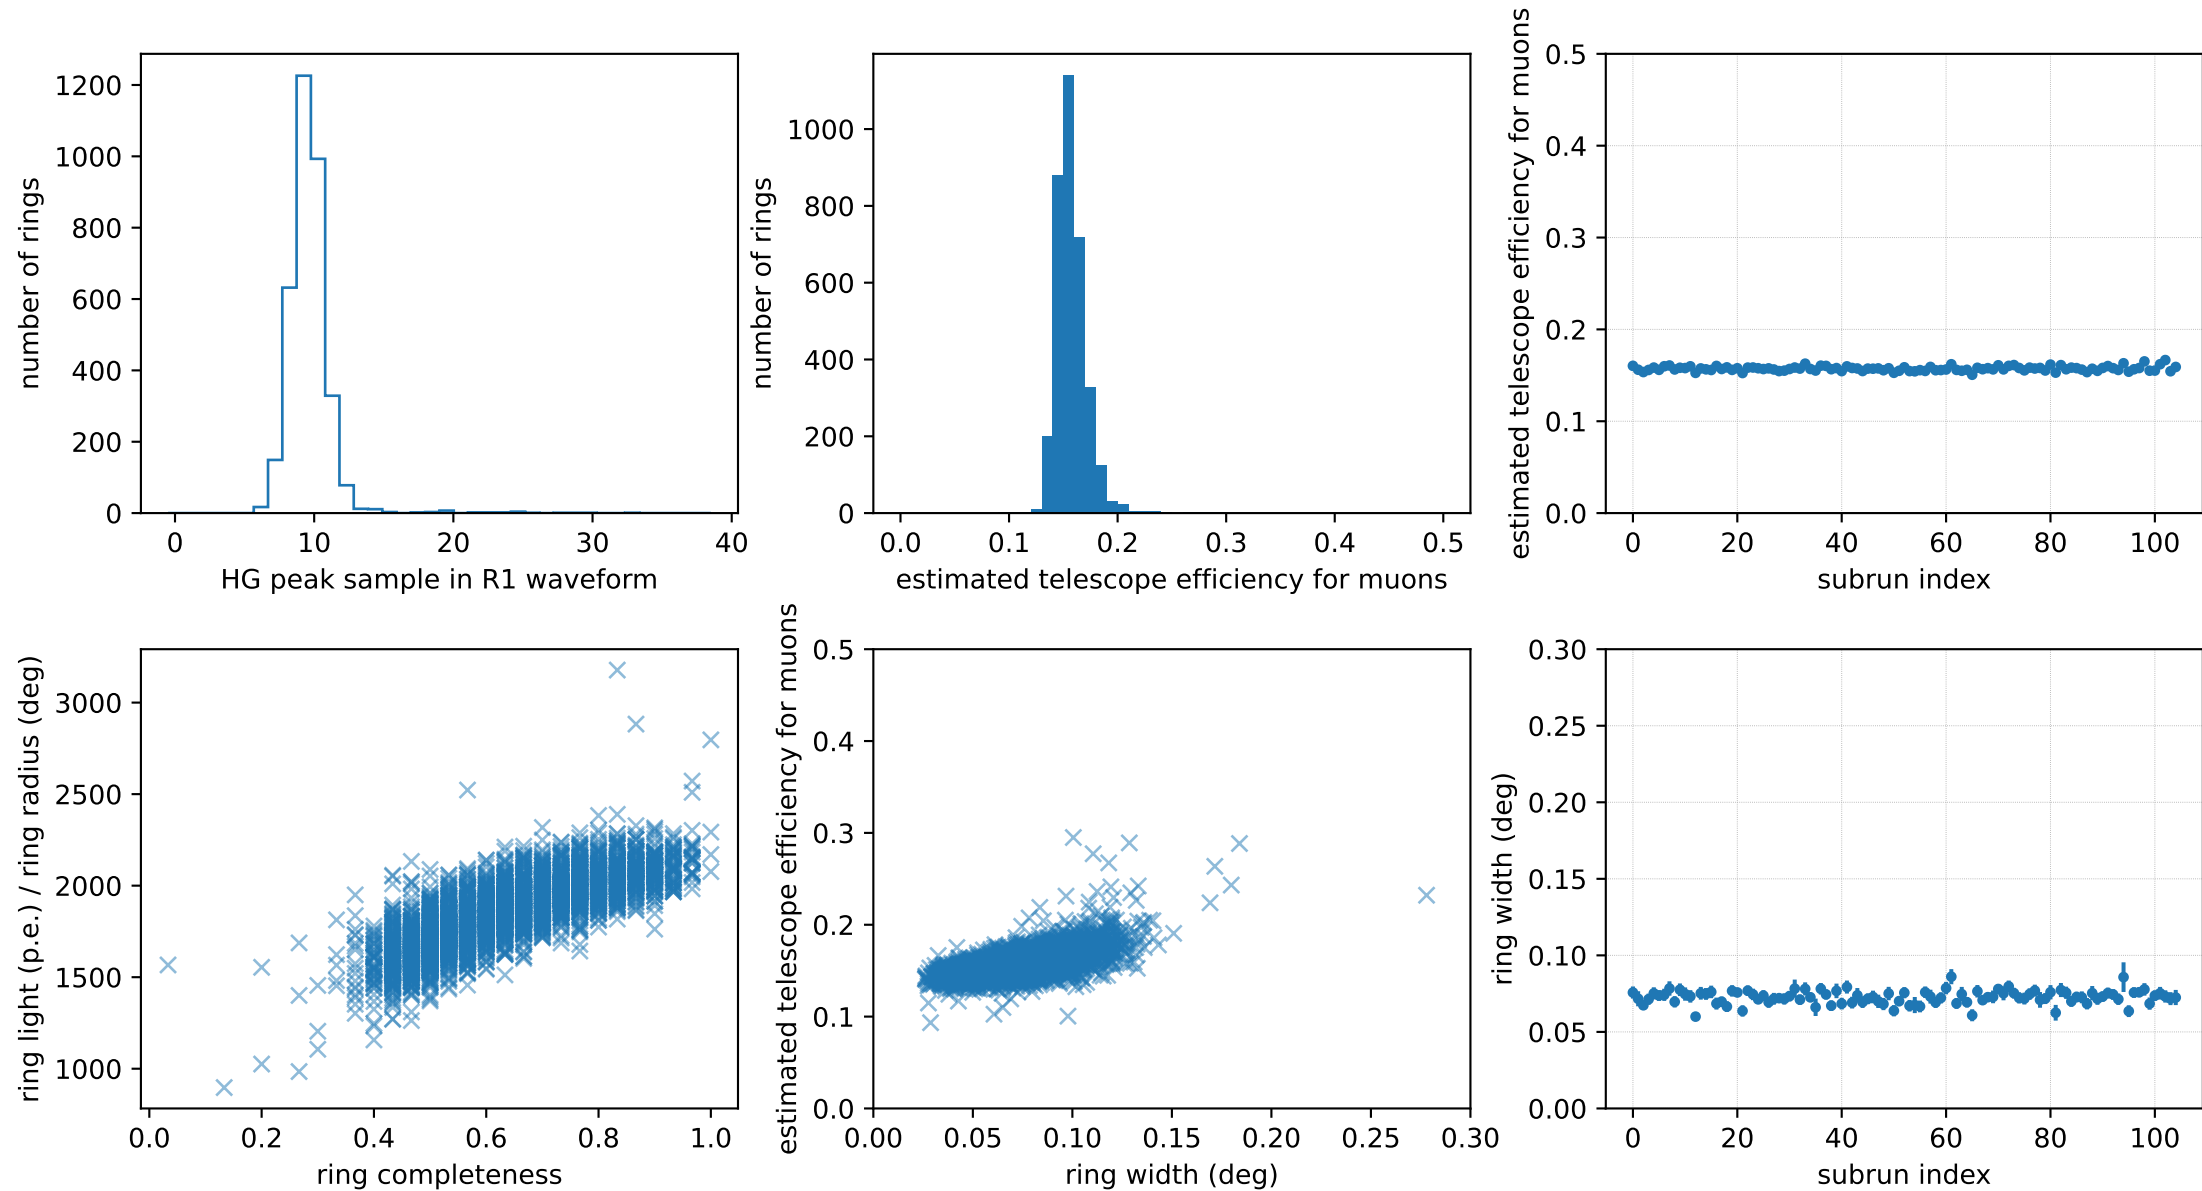 number of rings
1200
1000
800
600
400
200
0
0 10 20 30 40
HG peak sample in R1 waveform
number of rings
1000
800
600
400
200
0
0.0 0.1 0.2 0.3 0.4 0.5
estimated telescope efficiency for muons
estimated telescope efficiency for muons
0.5
0.4
0.3
0.2
0.1
0.0
0 20 40 60 80 100
subrun index
ring light (p.e.) / ring radius (deg)
3000
2500
2000
1500
1000
0.0 0.2 0.4 0.6 0.8 1.0
ring completeness
estimated telescope efficiency for muons
0.5
0.4
0.3
0.2
0.1
0.0
0.00 0.05 0.10 0.15 0.20 0.25 0.30
ring width (deg)
ring width (deg)
0.30
0.25
0.20
0.15
0.10
0.05
0.00
0 20 40 60 80 100
subrun index